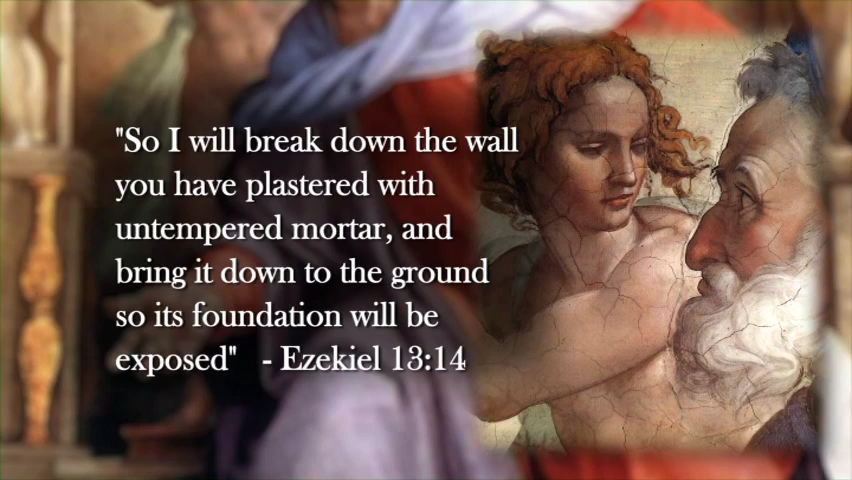 "So I will break down the wall
you have plastered with
untempered mortar, and
bring it down to the ground
so its foundation will be
exposed" - Ezekiel 13:14